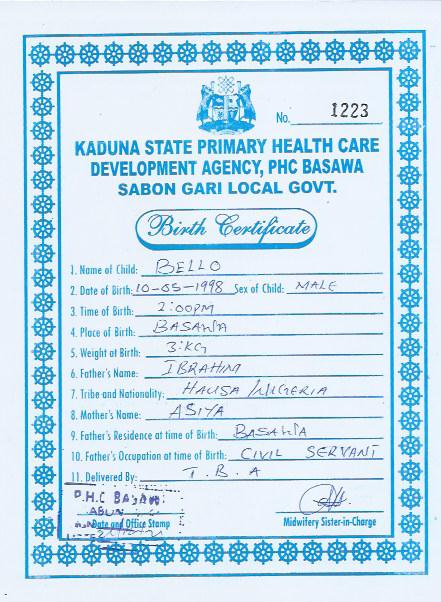 No. 1223
KADUNA STATE PRIMARY HEALTH CARE
DEVELOPMENT AGENCY, PHC BASAWA
SABON GARI LOCAL GOVT.
Birth Certificate
1. Name of Child: BELLO
2. Date of Birth: 10-05-1998 Sex of Child: MALE
3. Time of Birth: 2:00PM
4. Place of Birth: BASAWA
5. Weight at Birth: 3:KG
6. Father's Name: IBRAHIM
7. Tribe and Nationality: HAUSA/NIGERIA
8. Mother's Name: ASIYA
9. Father's Residence at time of Birth: BASAWA
10. Father's Occupation at time of Birth: CIVIL SERVANT
11. Delivered By: T.B.A
P.H.C BASAWA
Date and Office Stamp
Midwifery Sister-in-Charge